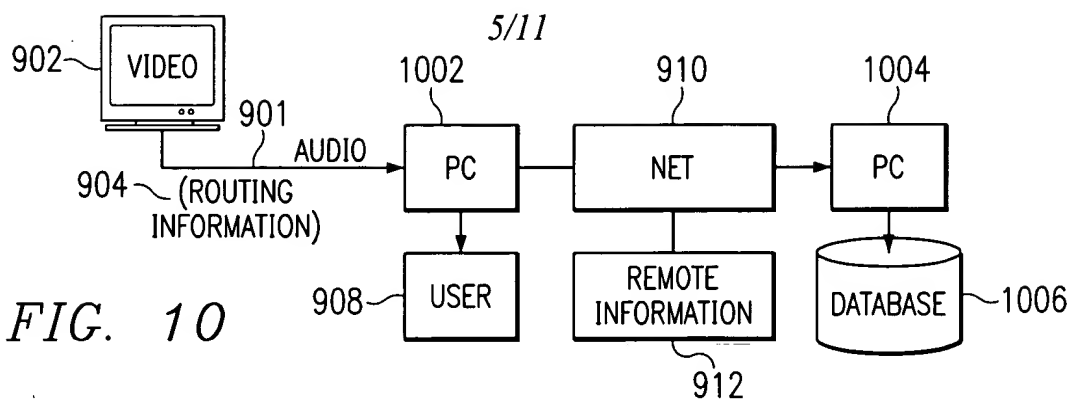 5/11
902
VIDEO
901
AUDIO
904
(ROUTING
INFORMATION)
1002
PC
910
NET
1004
PC
908
USER
REMOTE
INFORMATION
912
DATABASE
1006
FIG. 10